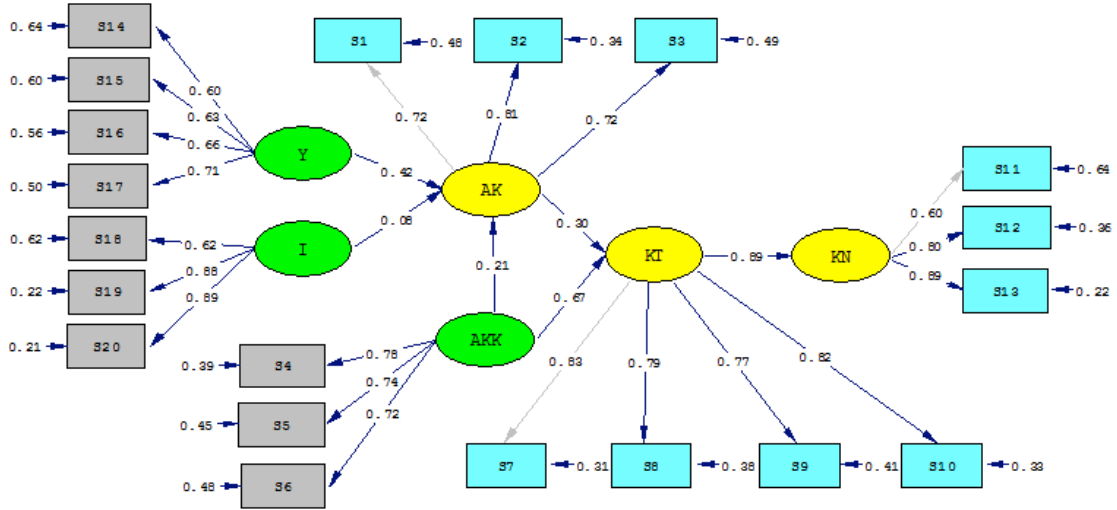 0.64 S14
0.60 S15
0.56 S16
0.50 S17
0.62 S18
0.22 S19
0.21 S20
0.60
0.63
0.66
0.71
0.62
0.88
0.89
Y
I
0.42
0.08
S1 0.48
S2 0.34
S3 0.49
0.72
0.81
0.72
AK
0.21
AKK
0.30
0.67
0.39 S4
0.45 S5
0.48 S6
0.78
0.74
0.72
KT
0.89
KN
0.60
0.80
0.89
S11 0.64
S12 0.36
S13 0.22
0.83
0.79
0.77
0.82
S7 0.31
S8 0.38
S9 0.41
S10 0.33